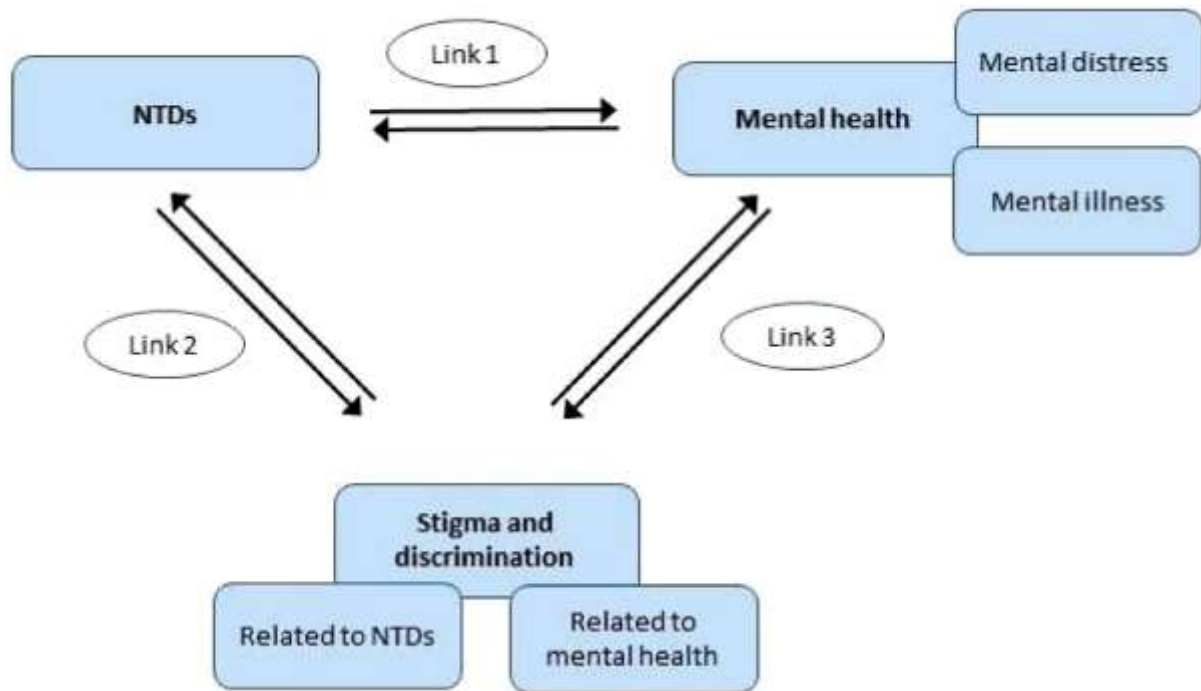 Link 1
NTDs
Mental health
Mental distress
Mental illness
Link 2
Link 3
Stigma and
discrimination
Related to NTDs
Related to
mental health